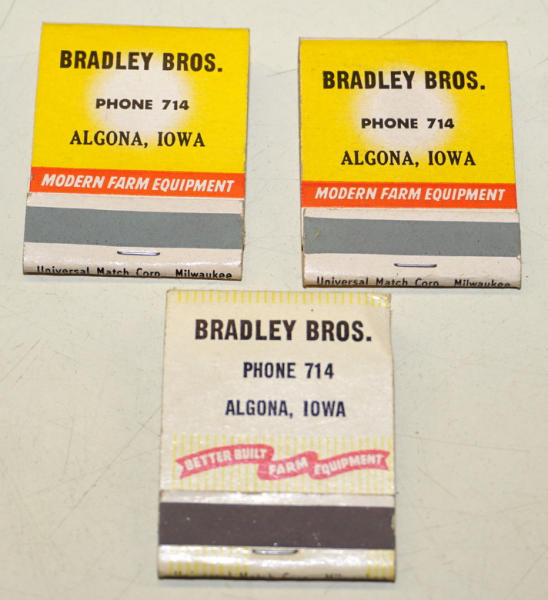 BRADLEY BROS.
PHONE 714
ALGONA, IOWA
MODERN FARM EQUIPMENT
Universal Match Corp. Milwaukee
BRADLEY BROS.
PHONE 714
ALGONA, IOWA
MODERN FARM EQUIPMENT
Universal Match Corp. Milwaukee
BRADLEY BROS.
PHONE 714
ALGONA, IOWA
BETTER BUILT FARM EQUIPMENT